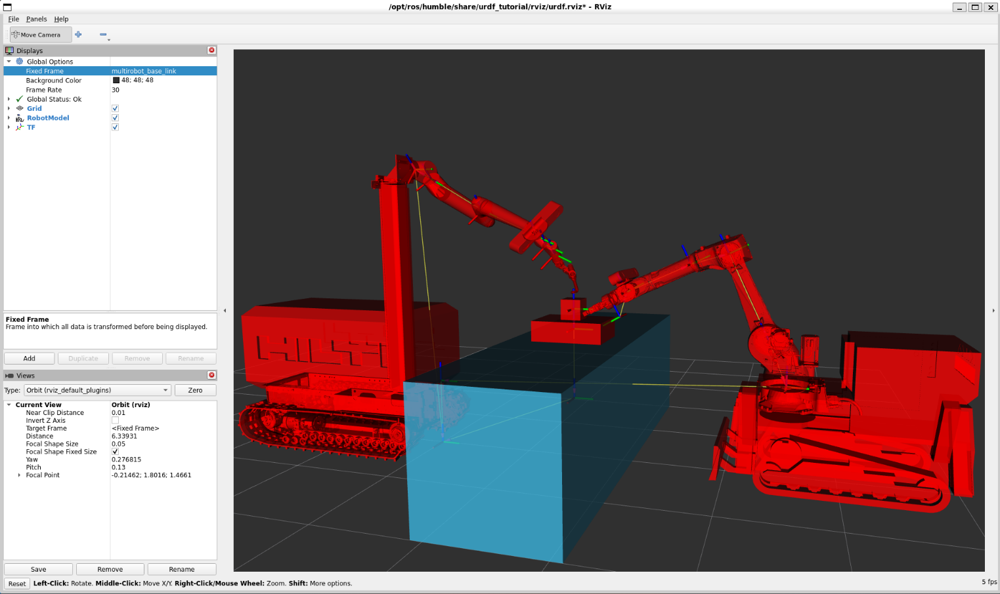 /opt/ros/humble/share/urdf_tutorial/rviz/urdf.rviz* - RViz
File Panels Help
Move Camera
Displays
Global Options
Fixed Frame multirobot_base_link
Background Color 48; 48; 48
Frame Rate 30
Global Status: Ok
Grid
RobotModel
TF
Fixed Frame
Frame into which all data is transformed before being displayed.
Add Duplicate Remove Rename
Views
Type: Orbit (rviz_default_plugins) Zero
Current View Orbit (rviz)
Near Clip Distance 0.01
Invert Z Axis
Target Frame <Fixed Frame>
Distance 6.33931
Focal Shape Size 0.05
Focal Shape Fixed Size
Yaw 0.276815
Pitch 0.13
Focal Point -0.21462; 1.8016; 1.4661
Save Remove Rename
Reset Left-Click: Rotate. Middle-Click: Move X/Y. Right-Click/Mouse Wheel: Zoom. Shift: More options. 5 fps